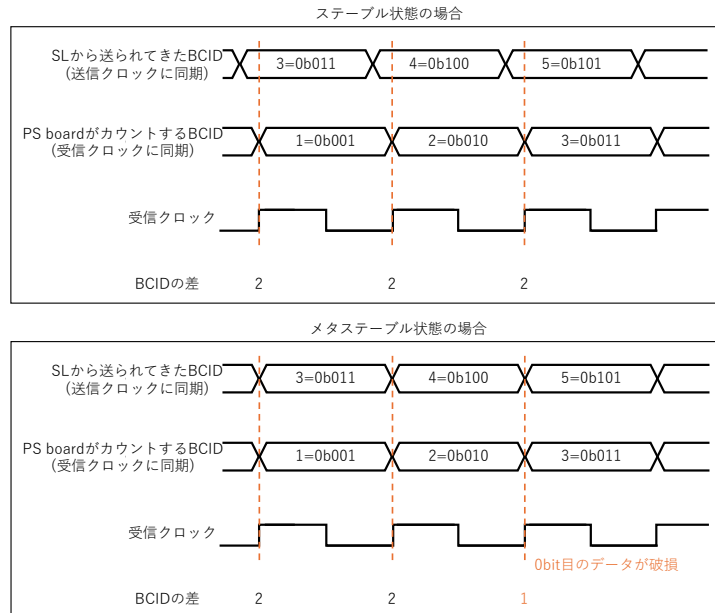 ステーブル状態の場合
SLから送られてきたBCID
(送信クロックに同期)
3=0b011
4=0b100
5=0b101
PS boardがカウントするBCID
(受信クロックに同期)
1=0b001
2=0b010
3=0b011
受信クロック
BCIDの差
2
2
2
メタステーブル状態の場合
SLから送られてきたBCID
(送信クロックに同期)
3=0b011
4=0b100
5=0b101
PS boardがカウントするBCID
(受信クロックに同期)
1=0b001
2=0b010
3=0b011
受信クロック
0bit目のデータが破損
BCIDの差
2
2
1